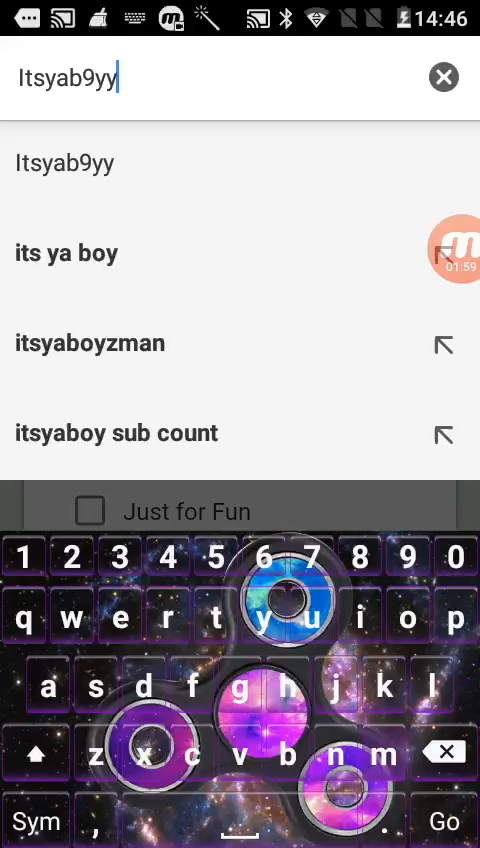 14:46
Itsyab9yy
Itsyab9yy
its ya boy
01:59
itsyaboyzman
itsyaboy sub count
Just for Fun
1 2 3 4 5 6 7 8 9 0
q w e r t y u i o p
a s d f g h j k l
z x c v b n m
Sym , . Go